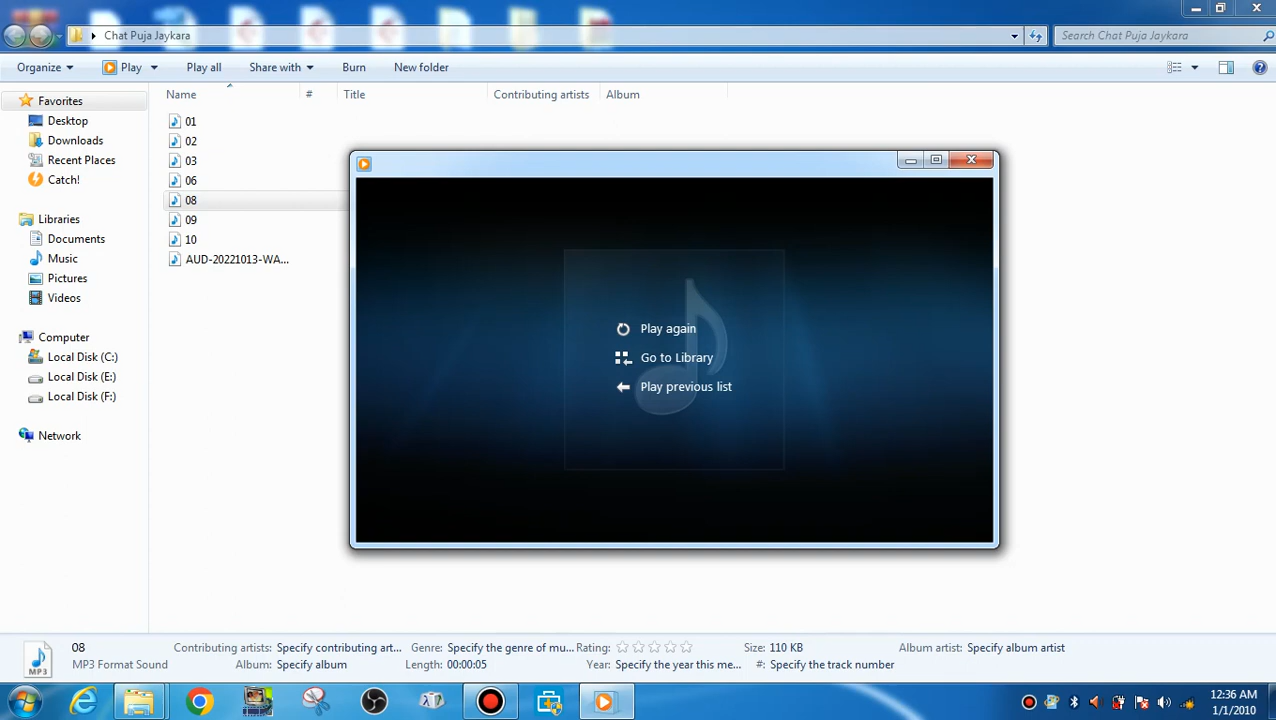 Chat Puja Jaykara
Search Chat Puja Jaykara
Organize Play Play all Share with Burn New folder
Name # Title Contributing artists Album
Favorites
Desktop
Downloads
Recent Places
Catch!
Libraries
Documents
Music
Pictures
Videos
Computer
Local Disk (C:)
Local Disk (E:)
Local Disk (F:)
Network
01
02
03
06
08
09
10
AUD-20221013-WA...
Play again
Go to Library
Play previous list
08 Contributing artists: Specify contributing art... Genre: Specify the genre of mu... Rating: Size: 110 KB Album artist: Specify album artist
MP3 Format Sound Album: Specify album Length: 00:00:05 Year: Specify the year this me... #: Specify the track number
MP3
12:36 AM
1/1/2010